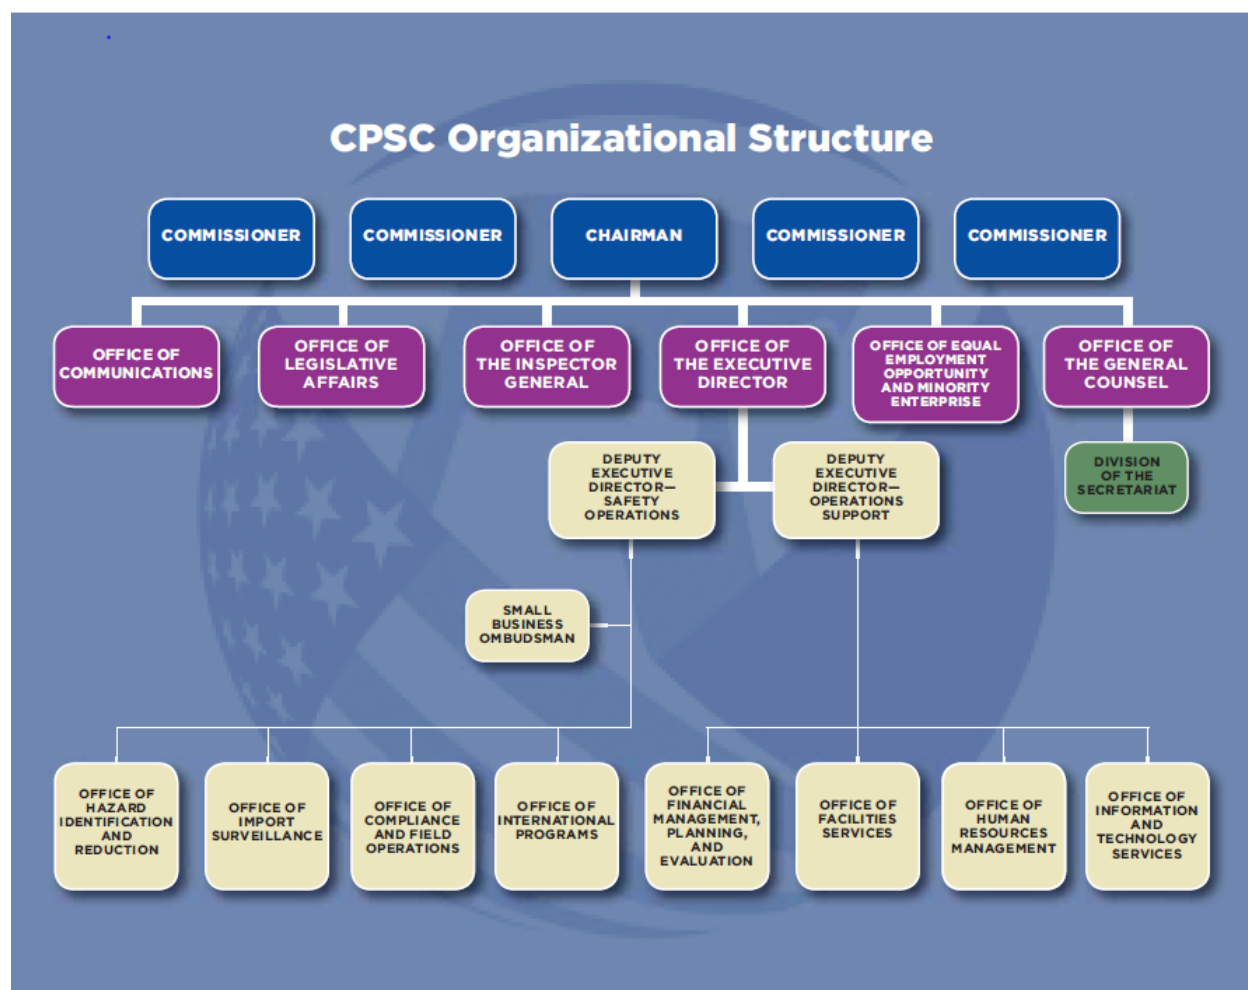 CPSC Organizational Structure
COMMISSIONER
COMMISSIONER
CHAIRMAN
COMMISSIONER
COMMISSIONER
OFFICE OF
COMMUNICATIONS
OFFICE OF
LEGISLATIVE
AFFAIRS
OFFICE OF
THE INSPECTOR
GENERAL
OFFICE OF
THE EXECUTIVE
DIRECTOR
OFFICE OF EQUAL
EMPLOYMENT
OPPORTUNITY
AND MINORITY
ENTERPRISE
OFFICE OF
THE GENERAL
COUNSEL
DEPUTY
EXECUTIVE
DIRECTOR—
SAFETY
OPERATIONS
DEPUTY
EXECUTIVE
DIRECTOR—
OPERATIONS
SUPPORT
DIVISION
OF THE
SECRETARIAT
SMALL
BUSINESS
OMBUDSMAN
OFFICE OF
HAZARD
IDENTIFICATION
AND
REDUCTION
OFFICE OF
IMPORT
SURVEILLANCE
OFFICE OF
COMPLIANCE
AND FIELD
OPERATIONS
OFFICE OF
INTERNATIONAL
PROGRAMS
OFFICE OF
FINANCIAL
MANAGEMENT,
PLANNING,
AND
EVALUATION
OFFICE OF
FACILITIES
SERVICES
OFFICE OF
HUMAN
RESOURCES
MANAGEMENT
OFFICE OF
INFORMATION
AND
TECHNOLOGY
SERVICES